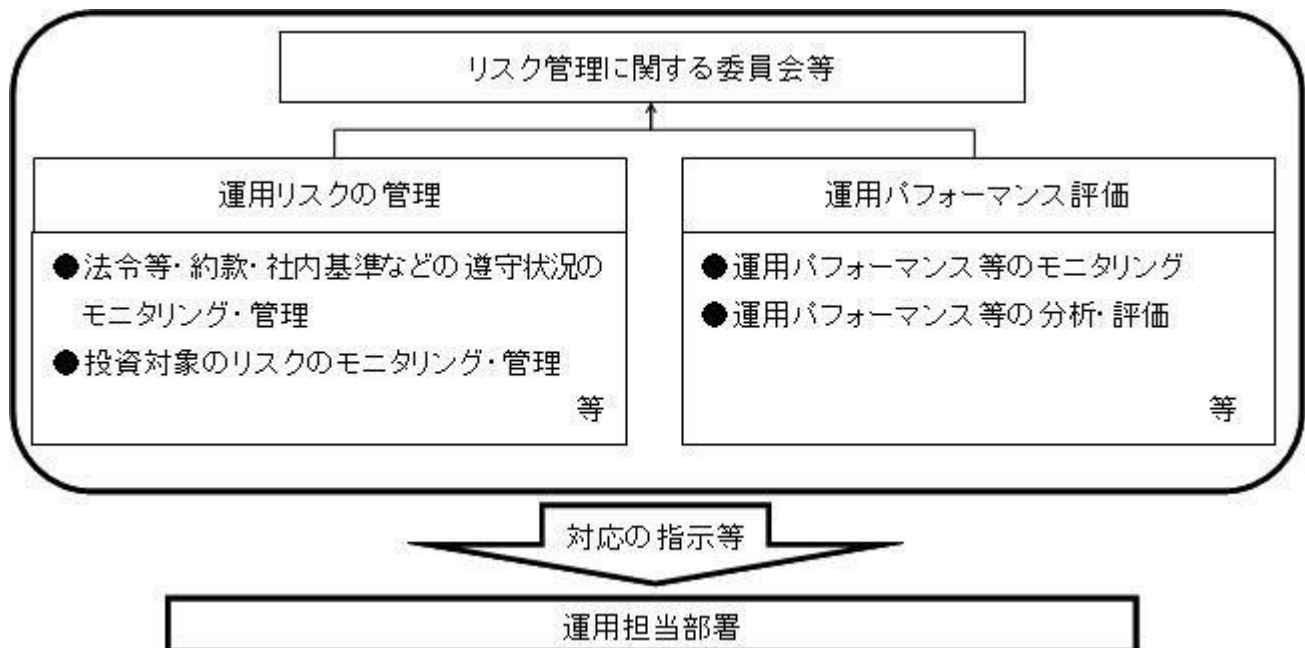 リスク管理に関する委員会等
運用リスクの管理
●法令等・約款・社内基準などの遵守状況の
モニタリング・管理
●投資対象のリスクのモニタリング・管理
等
運用パフォーマンス評価
●運用パフォーマンス等のモニタリング
●運用パフォーマンス等の分析・評価
等
対応の指示等
運用担当部署